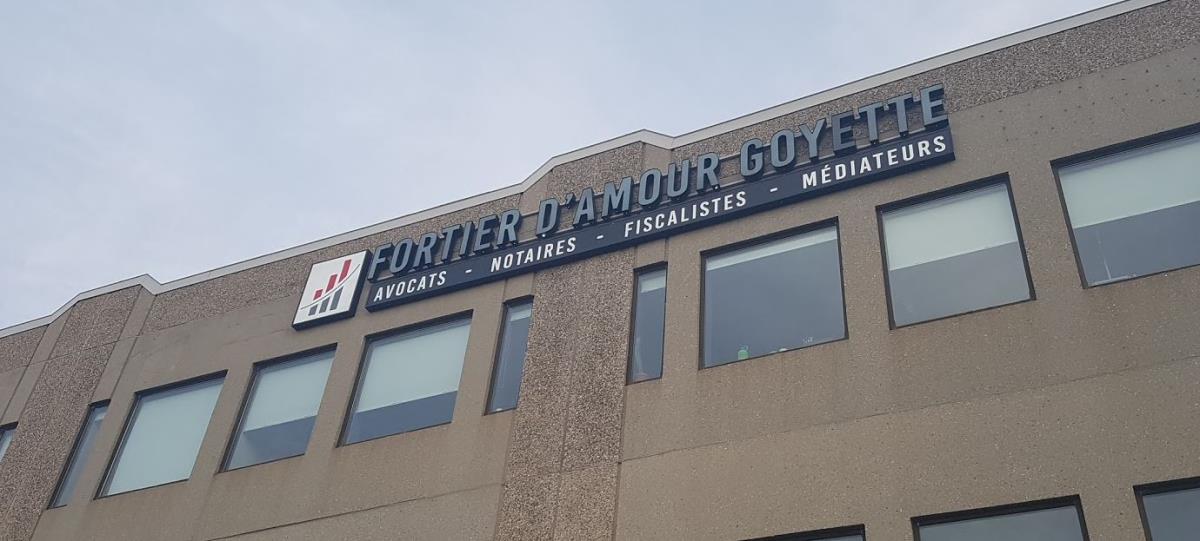 FORTIER D'AMOUR GOYETTE
AVOCATS - NOTAIRES - FISCALISTES - MÉDIATEURS